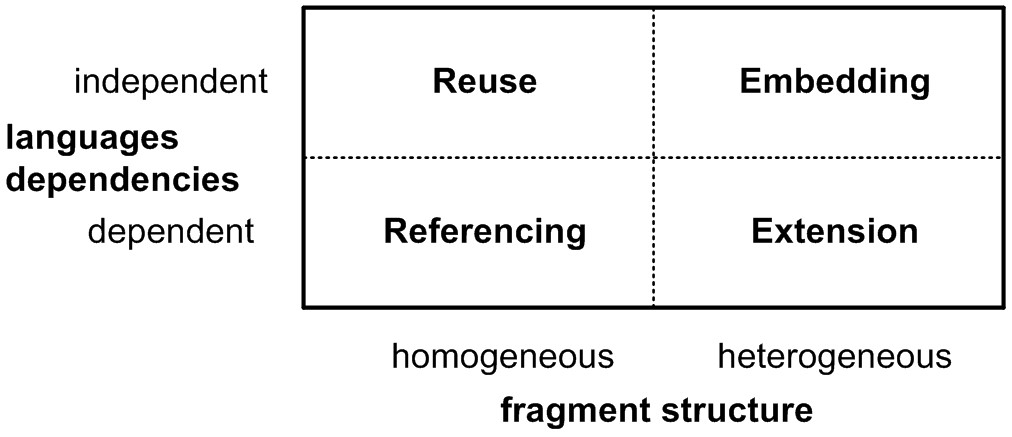 independent
Reuse
Embedding
languages
dependencies
dependent
Referencing
Extension
homogeneous
heterogeneous
fragment structure